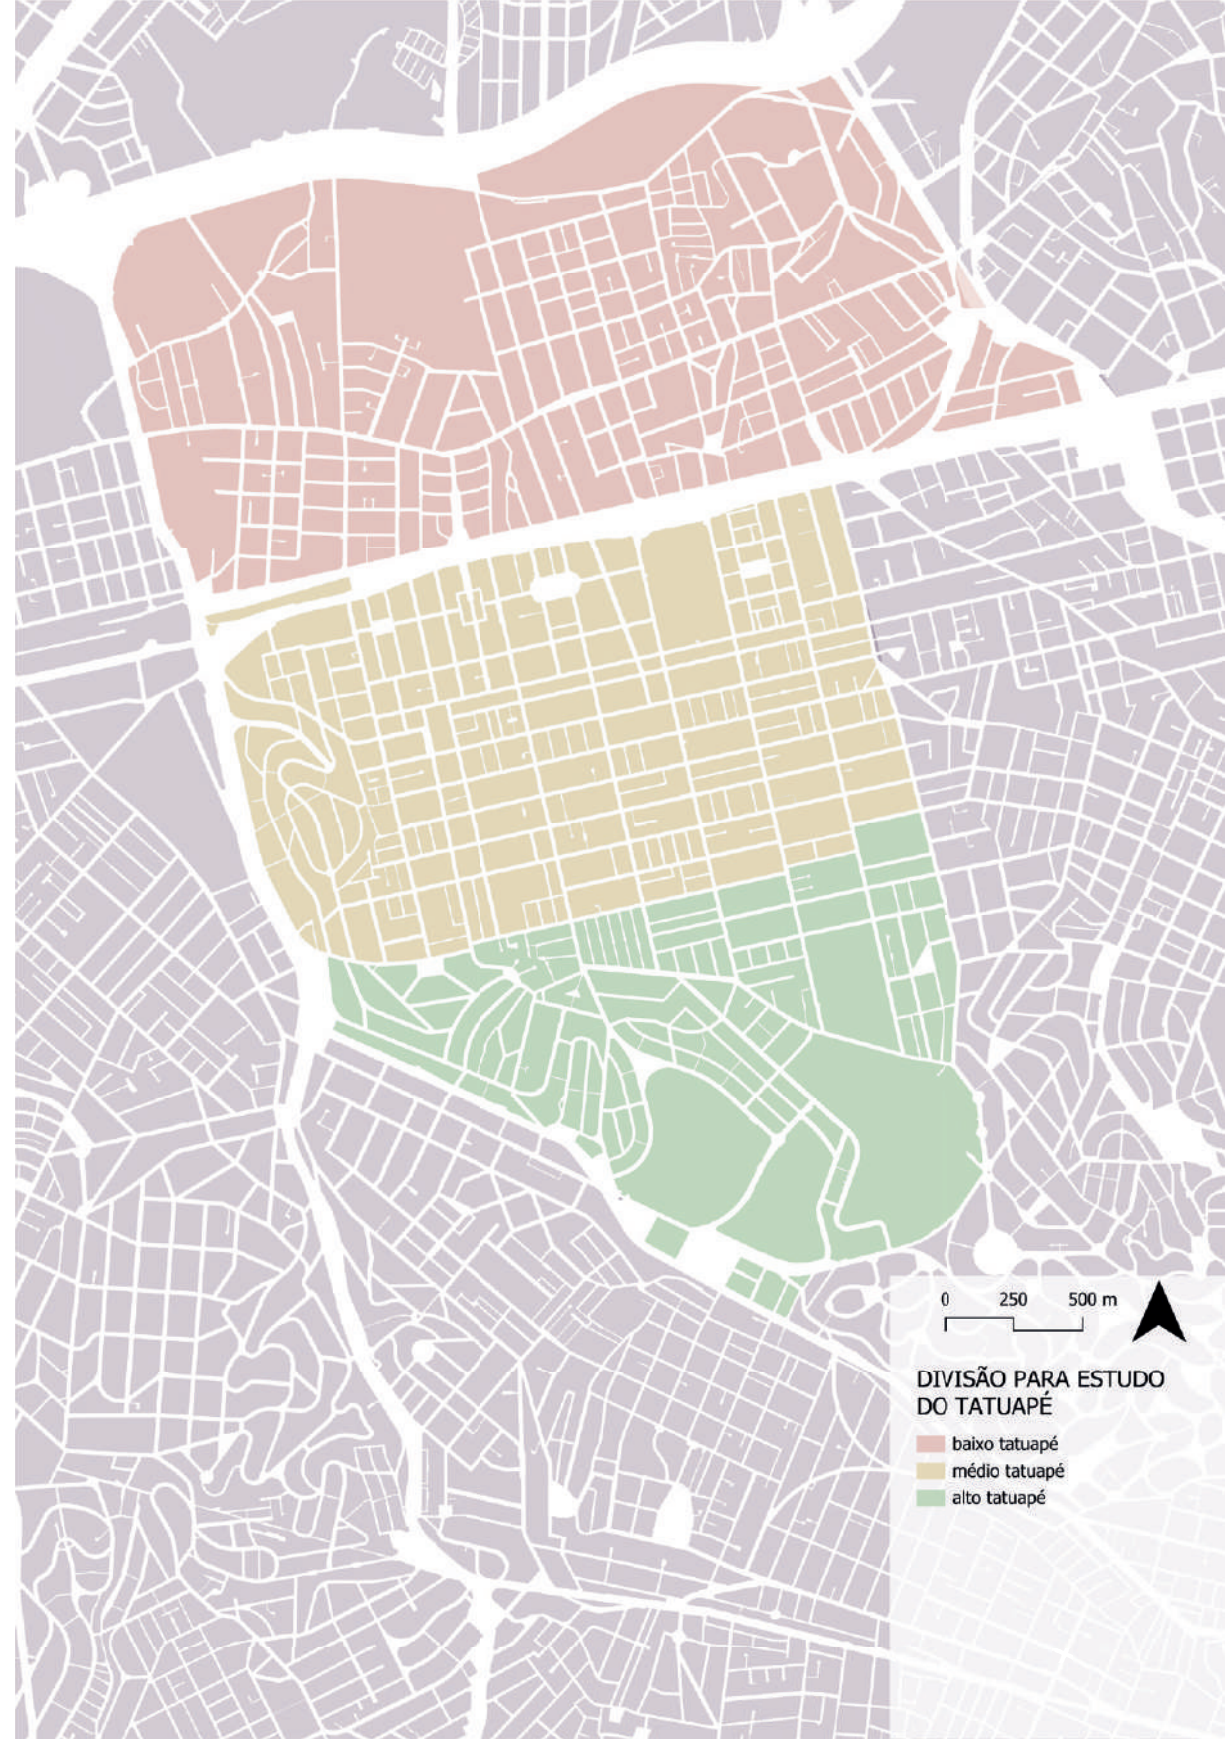 0 250 500 m
DIVISÃO PARA ESTUDO
DO TATUAPÉ
baixo tatuapé
médio tatuapé
alto tatuapé